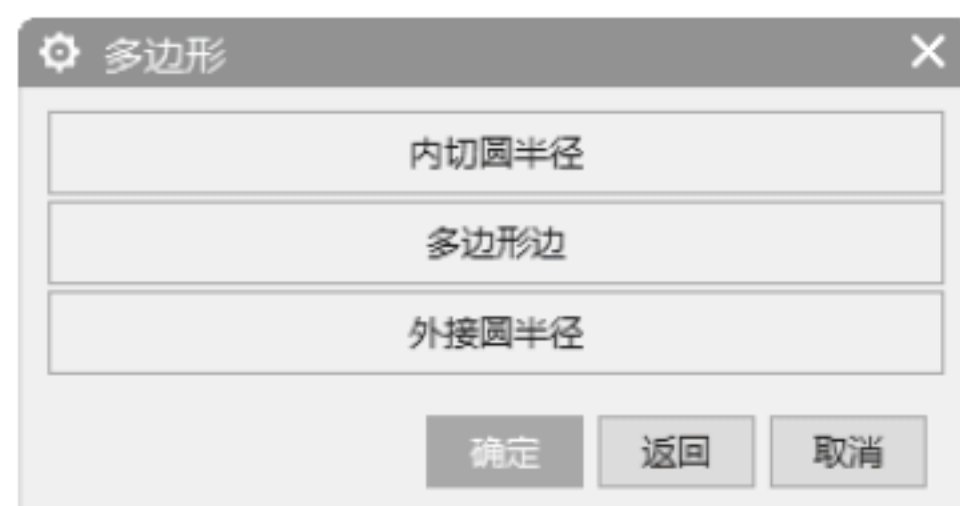 多边形
内切圆半径
多边形边
外接圆半径
确定 返回 取消